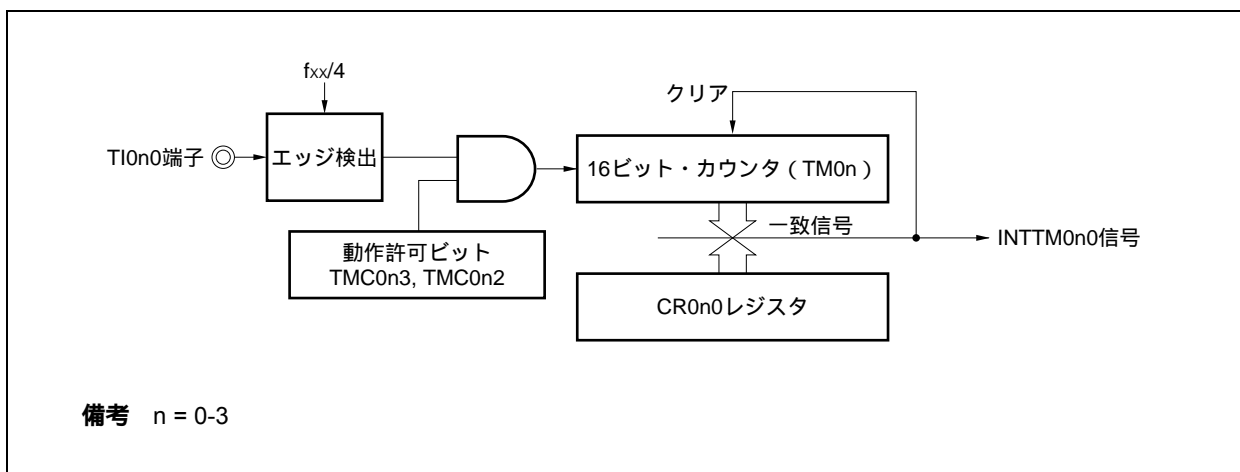 fxx/4
クリア
TI0n0端子
エッジ検出
16ビット・カウンタ（TM0n）
動作許可ビット
TMC0n3, TMC0n2
一致信号
INTTM0n0信号
CR0n0レジスタ
備考 n = 0-3